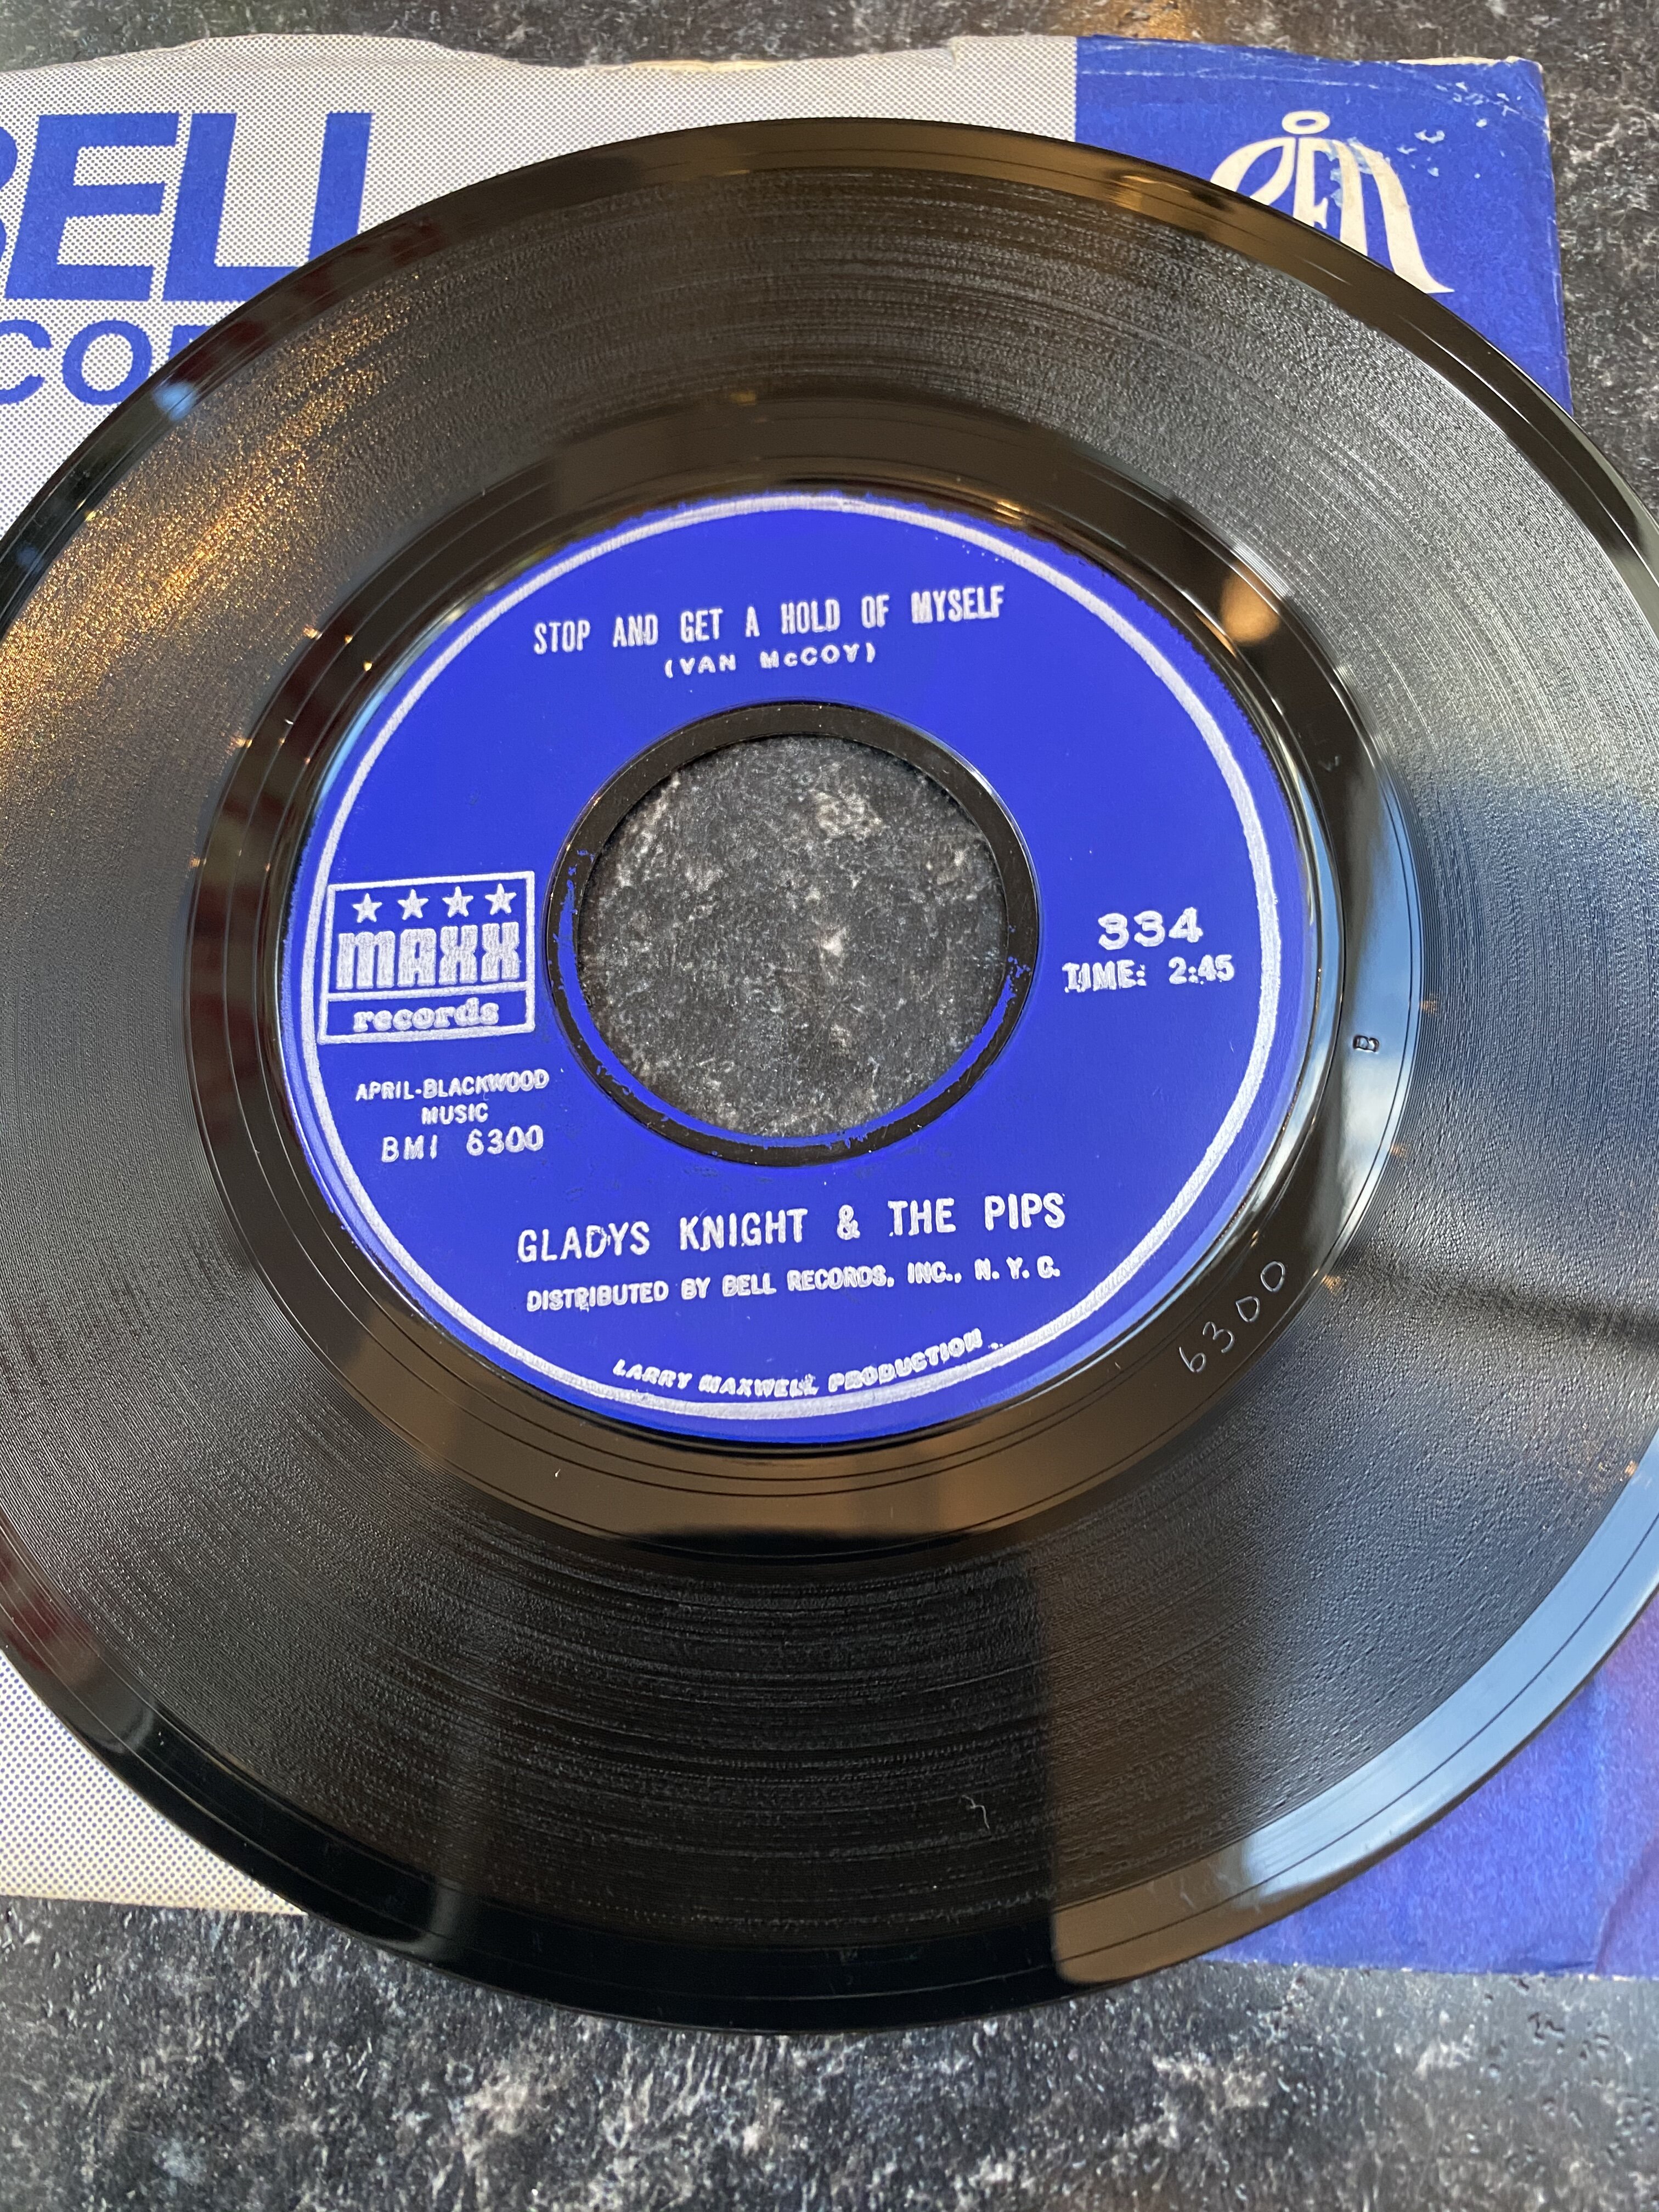 BELL
BELL
STOP AND GET A HOLD OF MYSELF
(VAN McCOY)
MAXX
records
334
TIME: 2:45
APRIL-BLACKWOOD
MUSIC
BMI 6300
GLADYS KNIGHT & THE PIPS
DISTRIBUTED BY BELL RECORDS, INC., N. Y. C.
LARRY MAXWELL PRODUCTION
B
6300